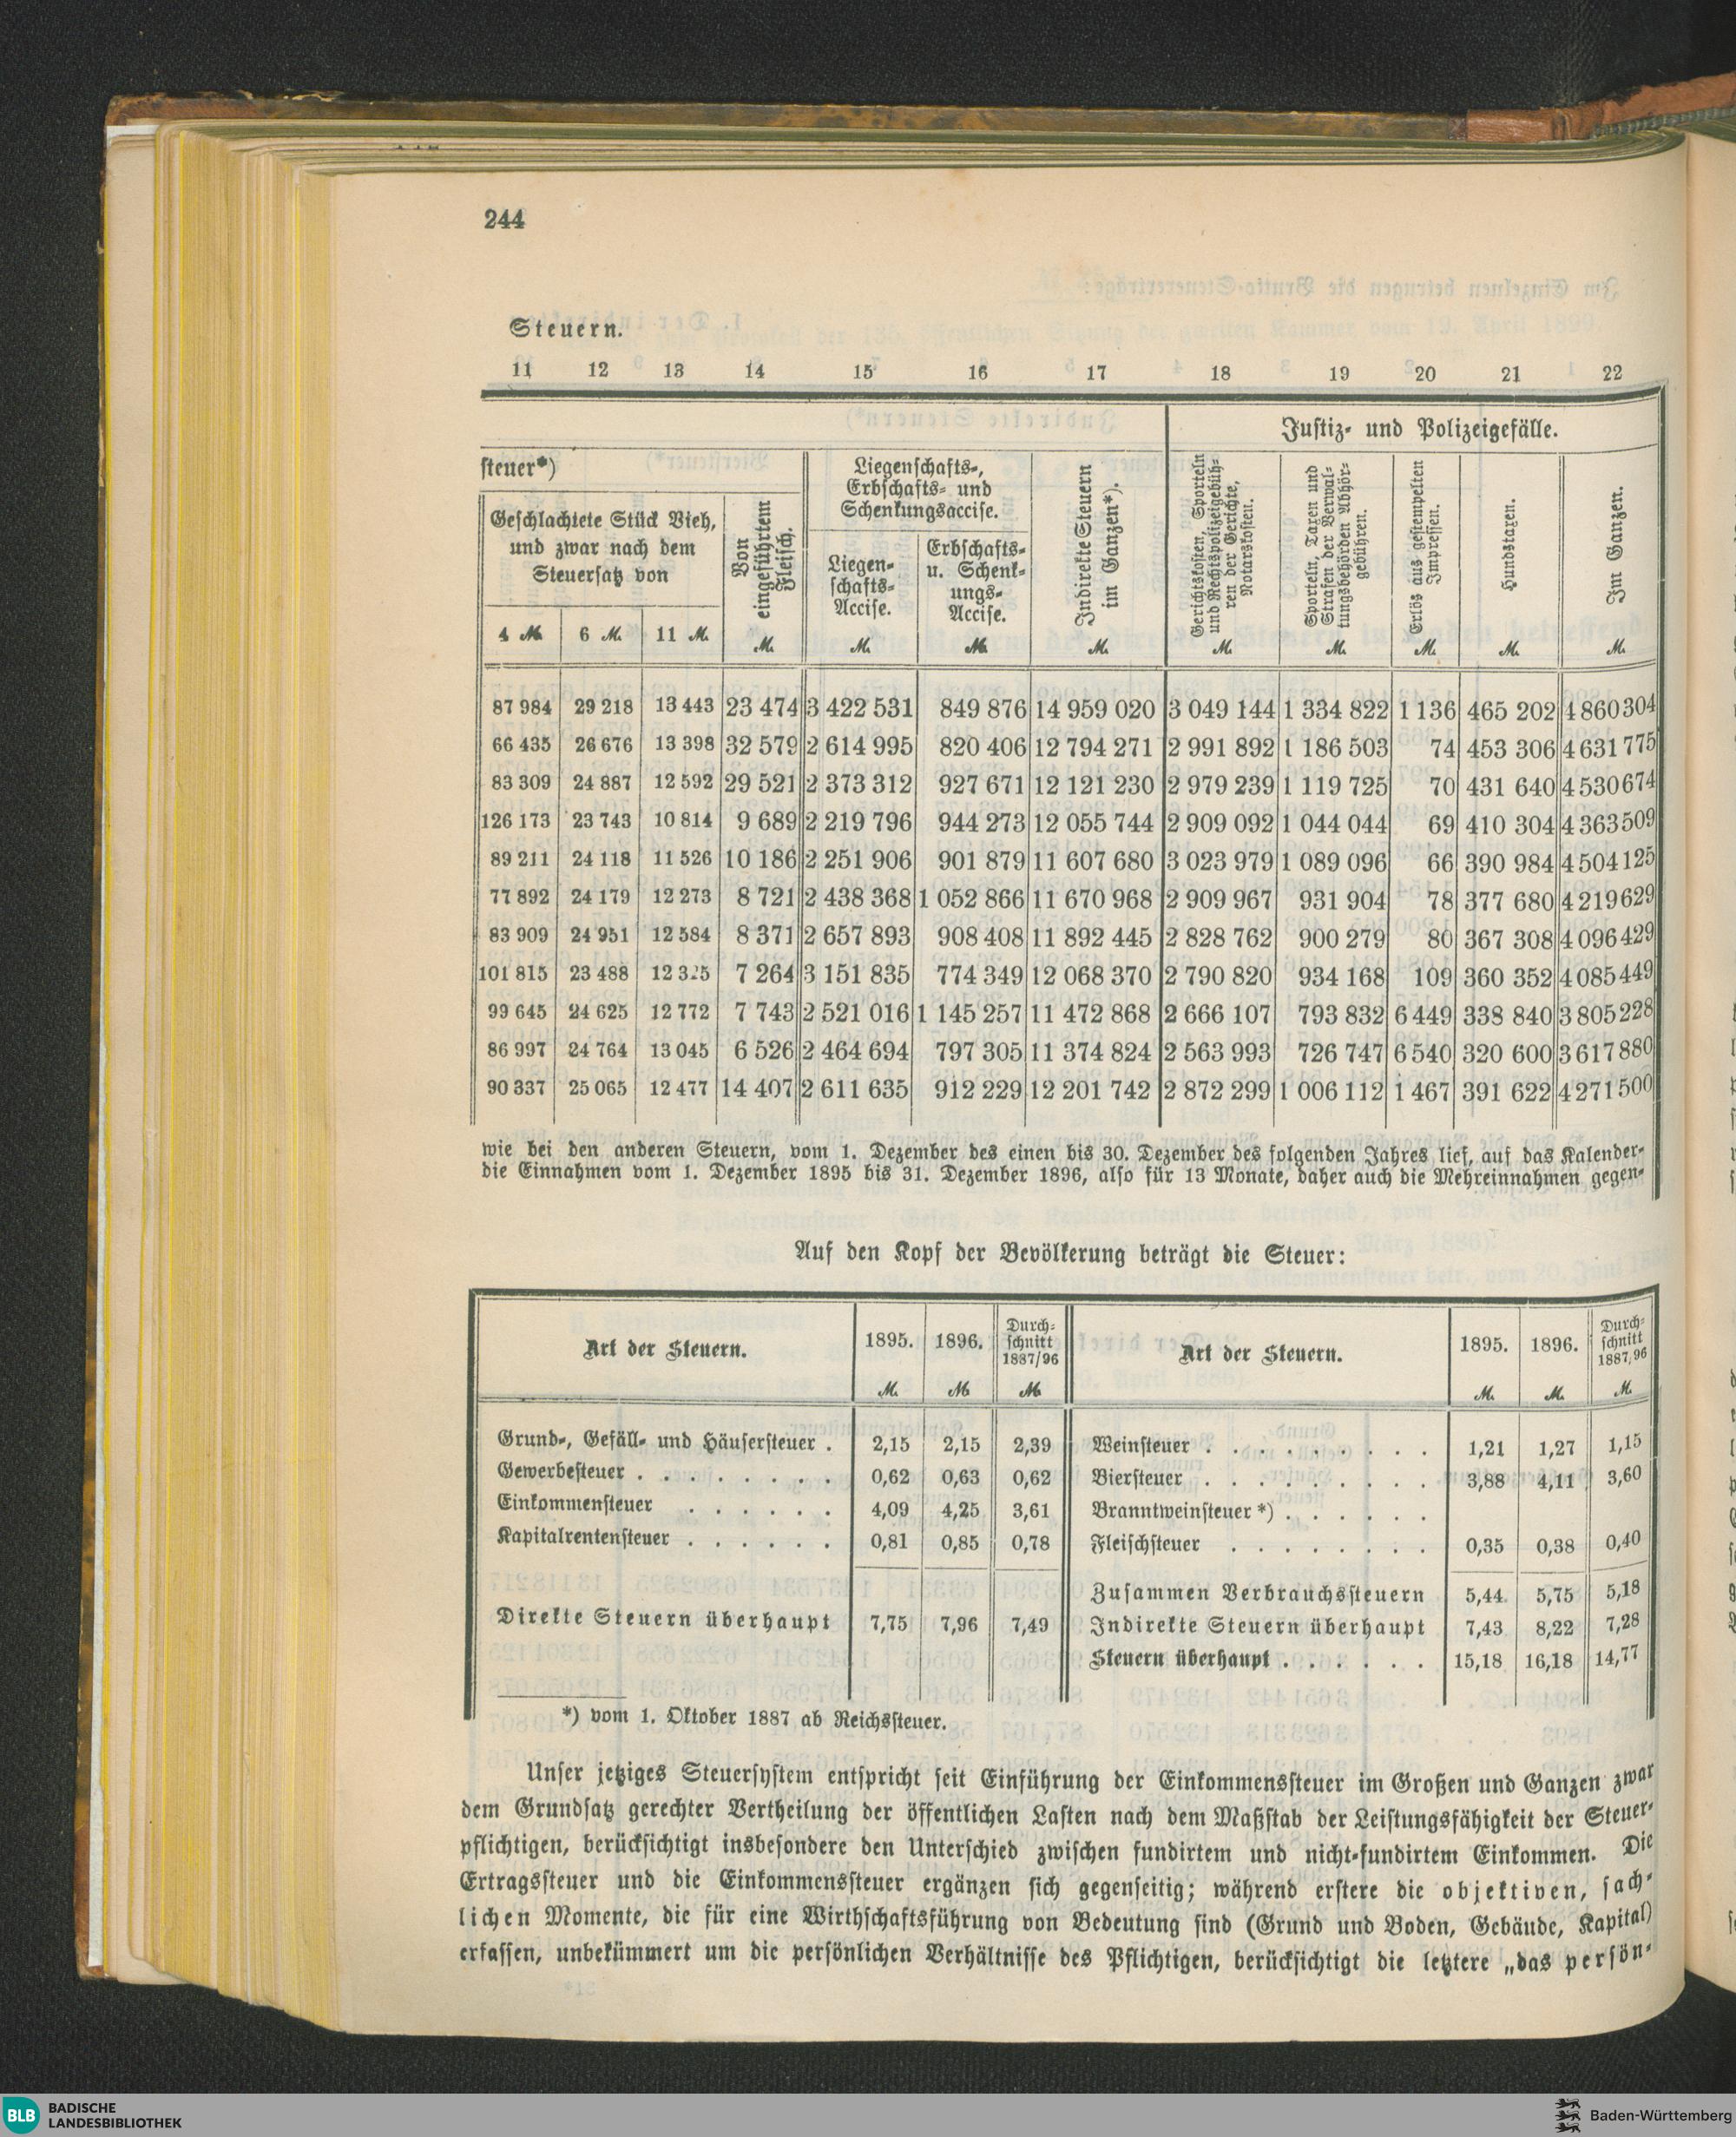 244
Steuern.
11 12 13 14 15 16 17 18 19 20 21 22
Justiz- und Polizeigefälle.
steuer*)
Geschlachtete Stück Vieh,
und zwar nach dem
Steuersatz von
4 M. 6 M. 11 M.
Von
eingeführtem
Fleisch.
M.
Liegenschafts-,
Erbschafts- und
Schenkungsaccise.
Liegen-
schafts-
Accise.
M.
Erbschafts-
u. Schenk-
ungs-
Accise.
M.
Indirekte Steuern
im Ganzen*).
M.
Gerichtskosten, Sporteln
und Rechtspolizeigebüh-
ren der Gerichte,
Notarskosten.
M.
Sporteln, Taxen und
Strafen der Verwal-
tungsbehörden Abhör-
gebühren.
M.
Erlös aus gestempelten
Impressen.
M.
Hundstaxen.
M.
Im Ganzen.
M.
87 984 29 218 13 443 23 474 3 422 531 849 876 14 959 020 3 049 144 1 334 822 1 136 465 202 4 860 304
66 435 26 676 13 398 32 579 2 614 995 820 406 12 794 271 2 991 892 1 186 503 74 453 306 4 631 775
83 309 24 887 12 592 29 521 2 373 312 927 671 12 121 230 2 979 239 1 119 725 70 431 640 4 530 674
126 173 23 743 10 814 9 689 2 219 796 944 273 12 055 744 2 909 092 1 044 044 69 410 304 4 363 509
89 211 24 118 11 526 10 186 2 251 906 901 879 11 607 680 3 023 979 1 089 096 66 390 984 4 504 125
77 892 24 179 12 273 8 721 2 438 368 1 052 866 11 670 968 2 909 967 931 904 78 377 680 4 219 629
83 909 24 951 12 584 8 371 2 657 893 908 408 11 892 445 2 828 762 900 279 80 367 308 4 096 429
101 815 23 488 7 264 3 151 835 774 349 12 068 370 2 790 820 934 168 109 360 352 4 085 449
99 645 24 625 12 772 7 743 2 521 016 1 145 257 11 472 868 2 666 107 793 832 6 449 338 840 3 805 228
86 997 24 764 13 045 6 526 2 464 694 797 305 11 374 824 2 563 993 726 747 6 540 320 600 3 617 880
90 337 25 065 12 477 14 407 2 611 635 912 229 12 201 742 2 872 299 1 006 112 1 467 391 622 4 271 500
wie bei den anderen Steuern, vom 1. Dezember des einen bis 30. Dezember des folgenden Jahres lief, auf das Kalender-
die Einnahmen vom 1. Dezember 1895 bis 31. Dezember 1896, also für 13 Monate, daher auch die Mehreinnahmen gegen-
Auf den Kopf der Bevölkerung beträgt die Steuer:
Art der Steuern. 1895. 1896. Durch-schnitt 1887/96 Art der Steuern. 1895. 1896. Durch-schnitt 1887/96
M. M. M. M. M. M.
Grund-, Gefäll- und Häusersteuer . 2,15 2,15 2,39 Weinsteuer . . . . . . . . . 1,21 1,27 1,15
Gewerbesteuer . . . . . . . . 0,62 0,63 0,62 Biersteuer . . . . . . . . . 3,88 4,11 3,60
Einkommensteuer . . . . . . 4,09 4,25 3,61 Branntweinsteuer *) . . . . . .
Kapitalrentensteuer . . . . . . 0,81 0,85 0,78 Fleischsteuer . . . . . . . . 0,35 0,38 0,40
Zusammen Verbrauchssteuern 5,44 5,75 5,18
Direkte Steuern überhaupt 7,75 7,96 7,49 Indirekte Steuern überhaupt 7,43 8,22 7,28
Steuern überhaupt . . . . . . 15,18 16,18 14,77
*) vom 1. Oktober 1887 ab Reichssteuer.
Unser jetziges Steuersystem entspricht seit Einführung der Einkommenssteuer im Großen und Ganzen zwar
dem Grundsatz gerechter Vertheilung der öffentlichen Lasten nach dem Maßstab der Leistungsfähigkeit der Steuer-
pflichtigen, berücksichtigt insbesondere den Unterschied zwischen fundirtem und nicht-fundirtem Einkommen. Die
Ertragssteuer und die Einkommenssteuer ergänzen sich gegenseitig; während erstere die objektiven, sach-
lichen Momente, die für eine Wirthschaftsführung von Bedeutung sind (Grund und Boden, Gebäude, Kapital)
erfassen, unbekümmert um die persönlichen Verhältnisse des Pflichtigen, berücksichtigt die letztere „das persön-
BLB BADISCHE
LANDESBIBLIOTHEK
Baden-Württemberg